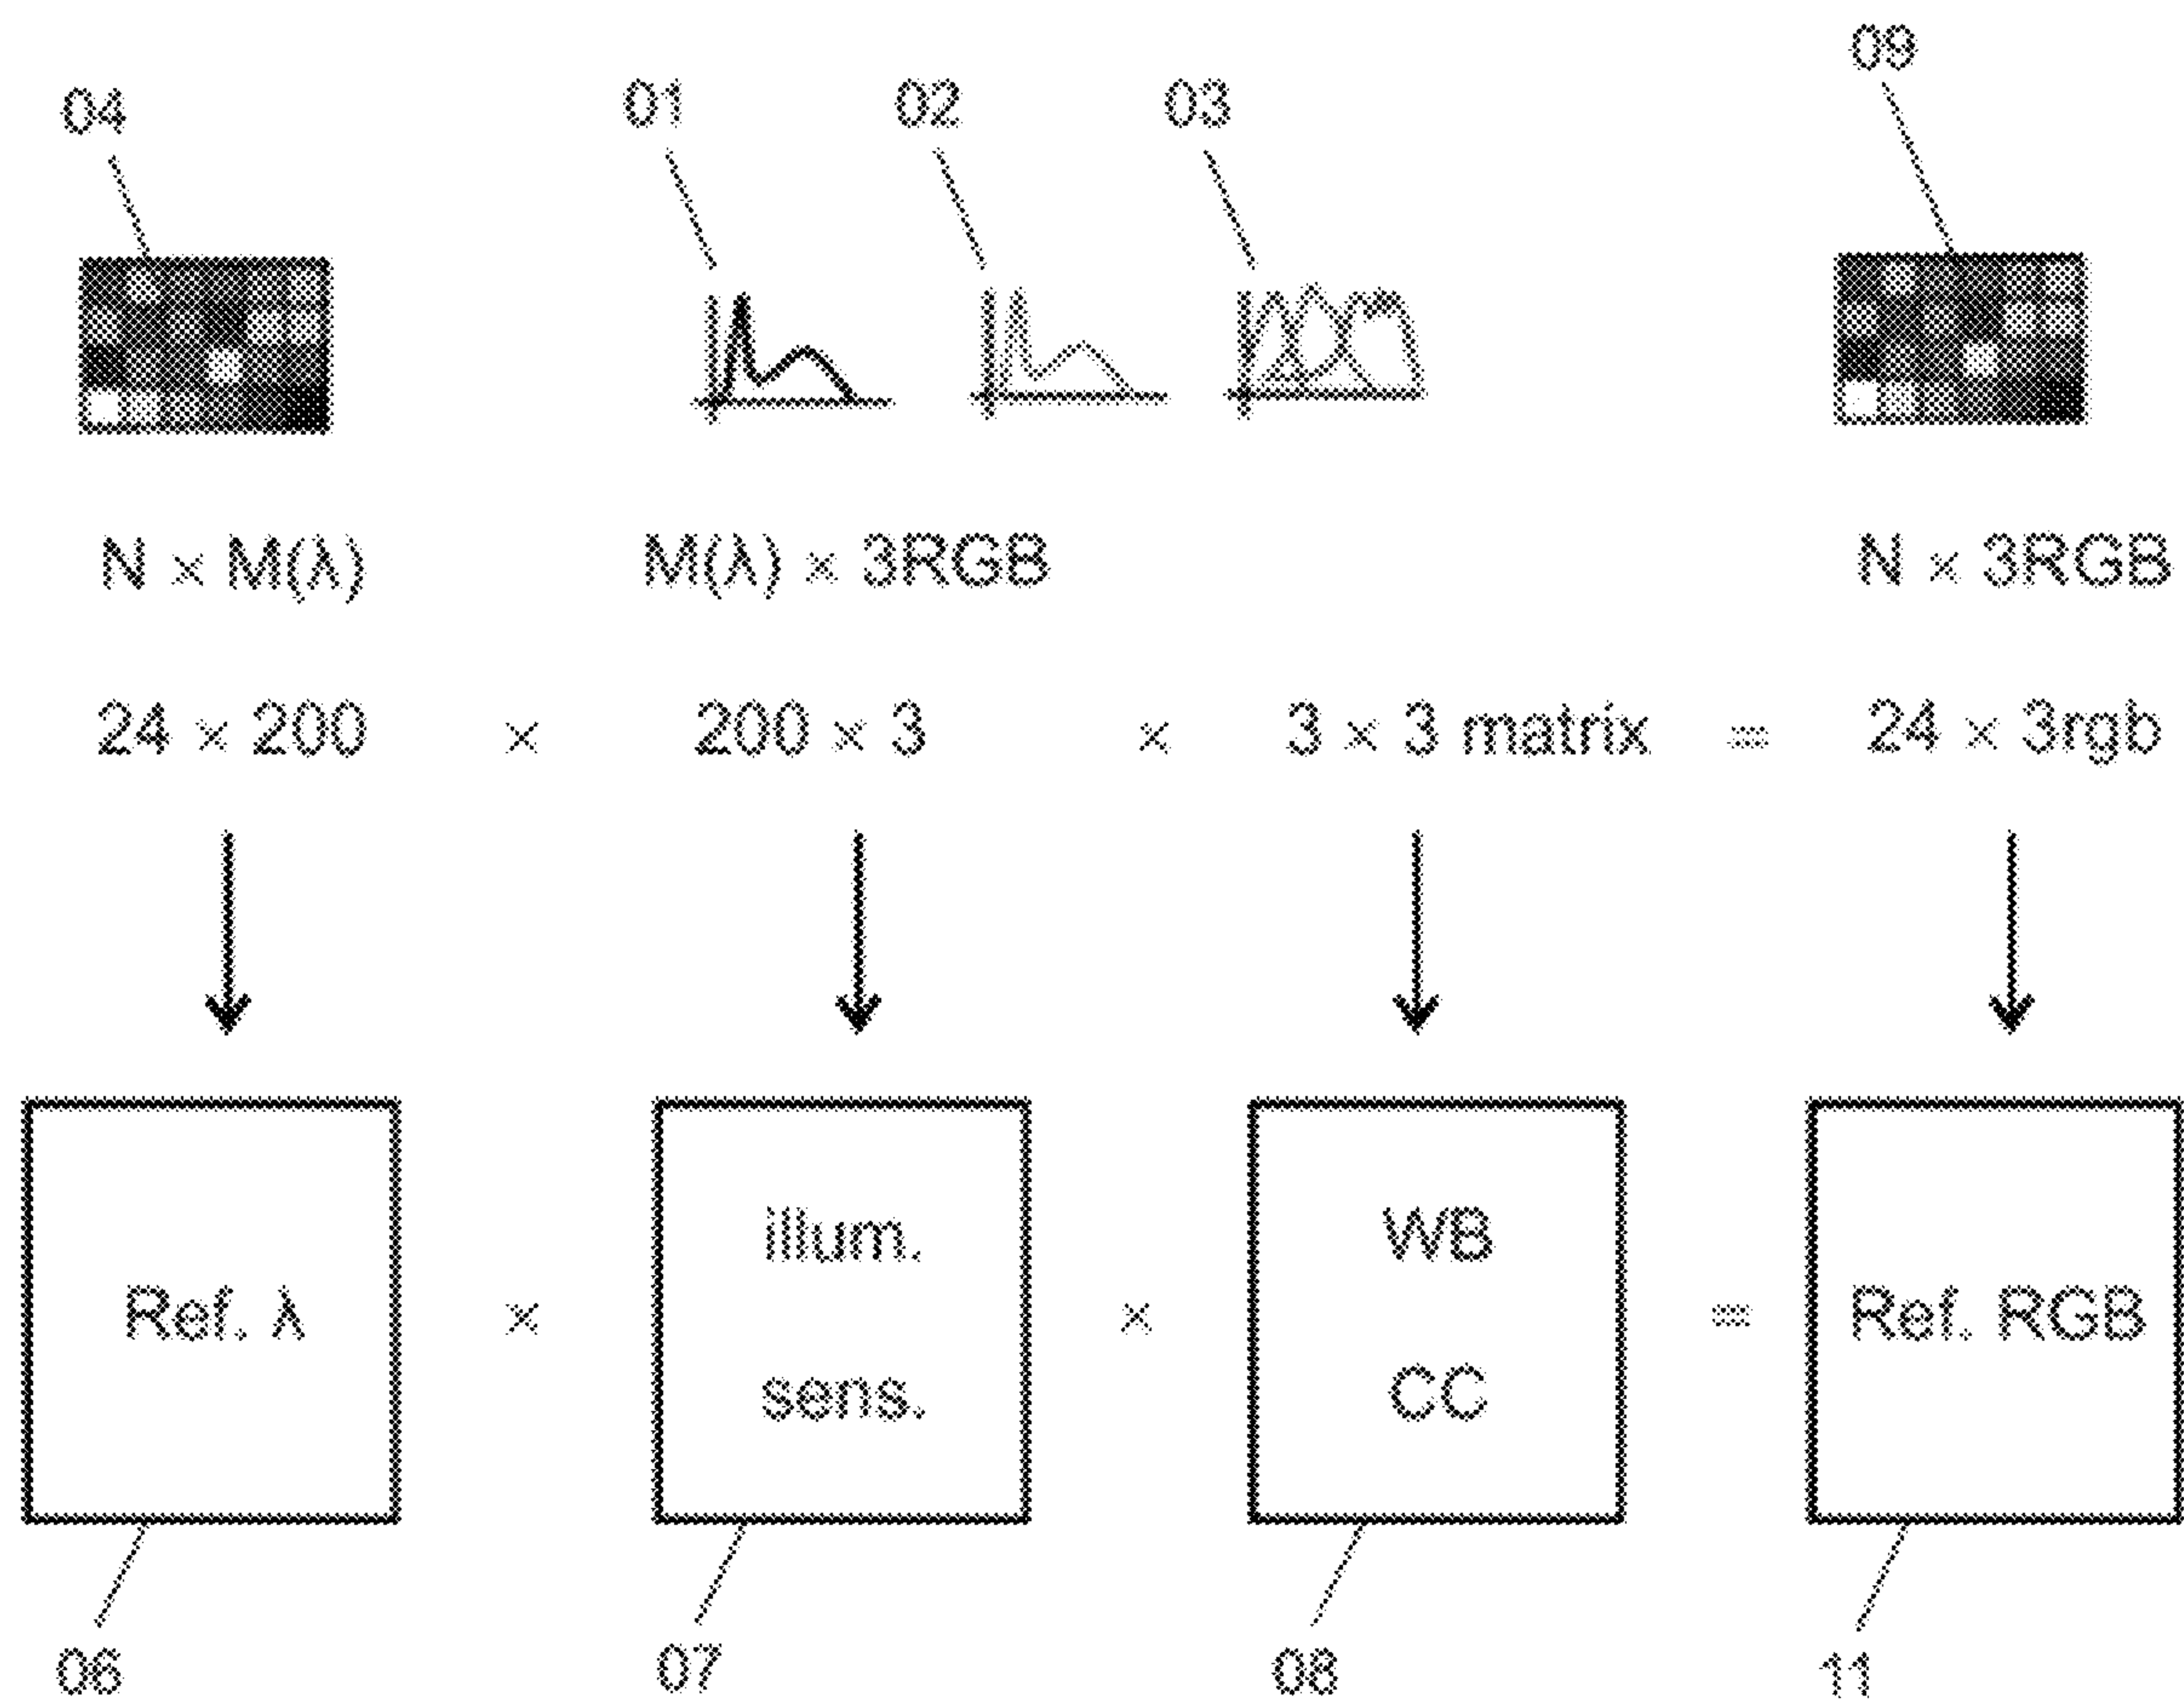 09
04 01 02 03
N × M(λ) M(λ) × 3RGB N × 3RGB
24 × 200 × 200 × 3 × 3 × 3 matrix = 24 × 3rgb
illum. WB
Ref. λ × × = Ref. RGB
sens. CC
06 07 08 11